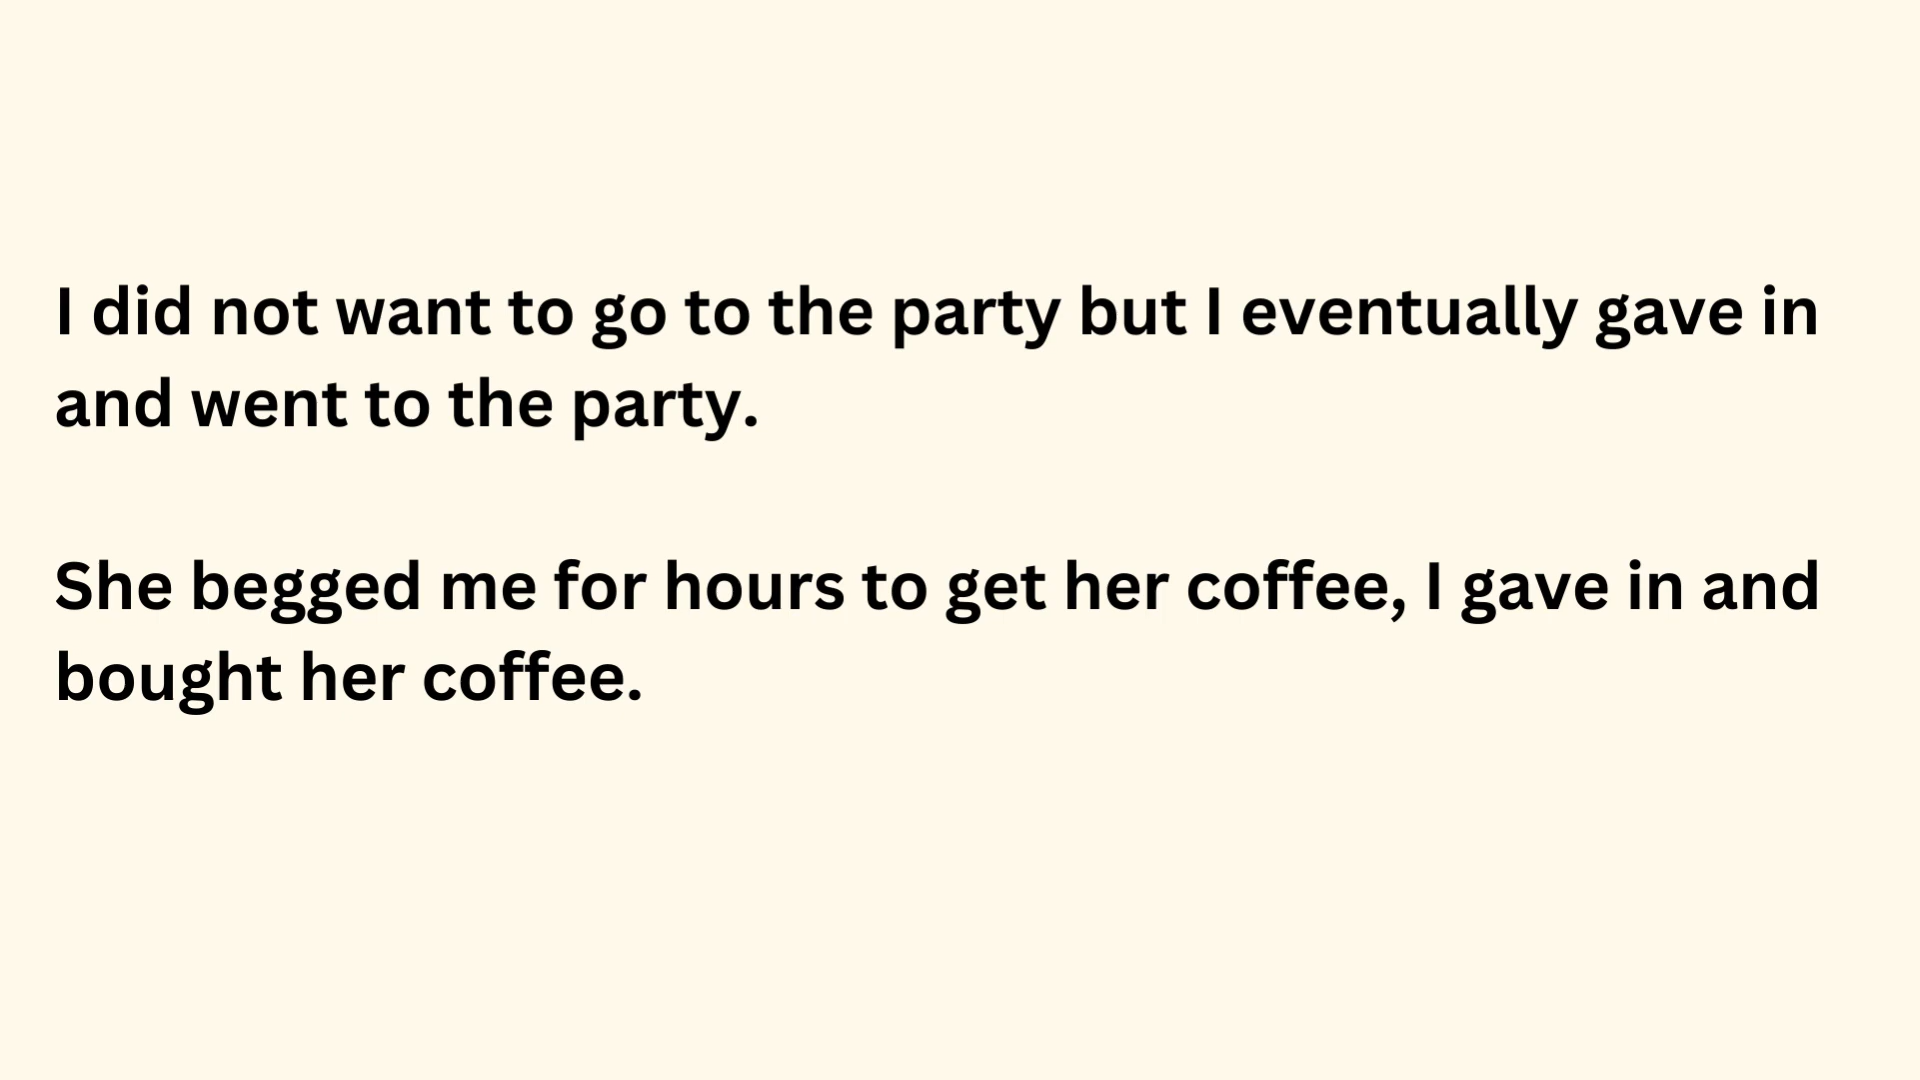 I did not want to go to the party but I eventually gave in
and went to the party.
She begged me for hours to get her coffee, I gave in and
bought her coffee.